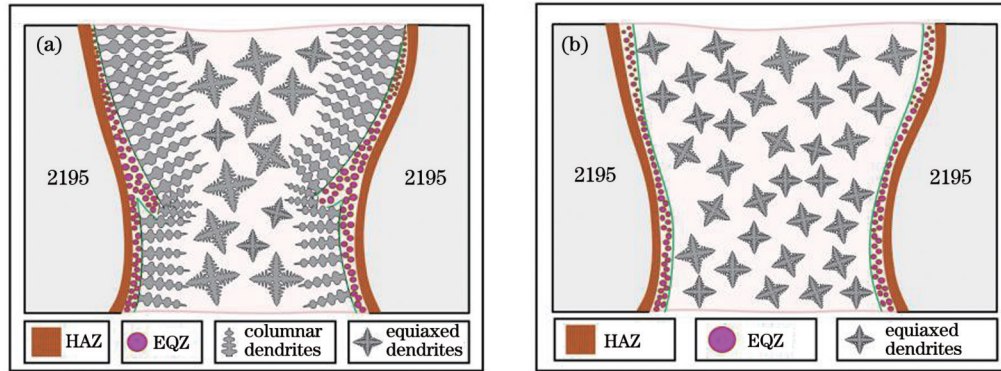 (a)
2195
2195
HAZ
EQZ
columnar
dendrites
equiaxed
dendrites
(b)
2195
2195
HAZ
EQZ
equiaxed
dendrites